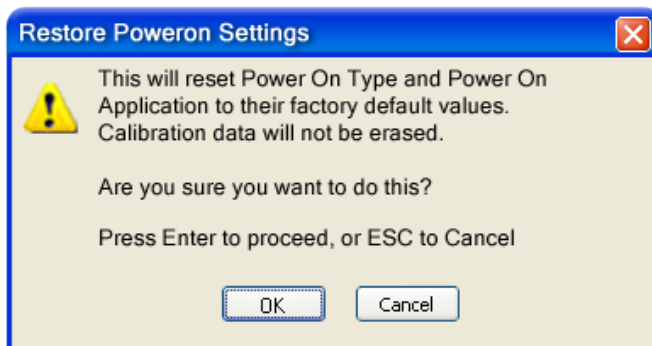 Restore Poweron Settings
This will reset Power On Type and Power On
Application to their factory default values.
Calibration data will not be erased.
Are you sure you want to do this?
Press Enter to proceed, or ESC to Cancel
OK
Cancel